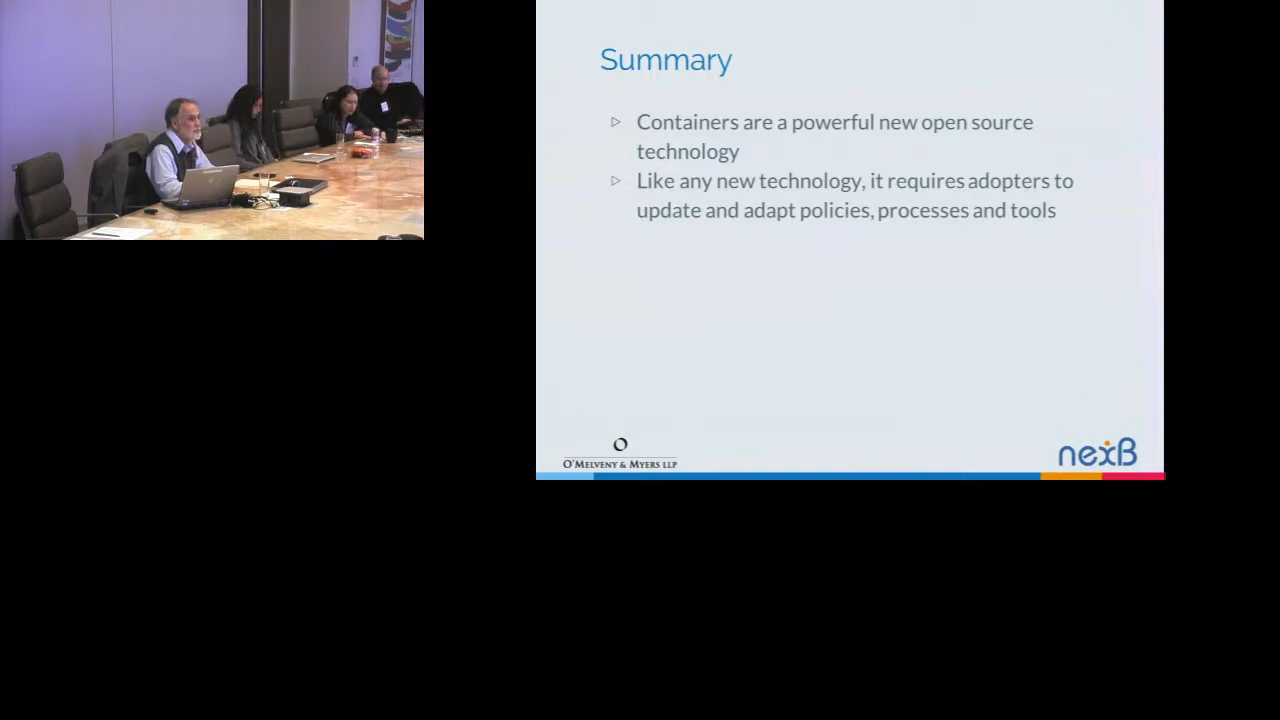 Summary
Containers are a powerful new open source
technology
Like any new technology, it requires adopters to
update and adapt policies, processes and tools
O'MELVENY & MYERS LLP
nexB